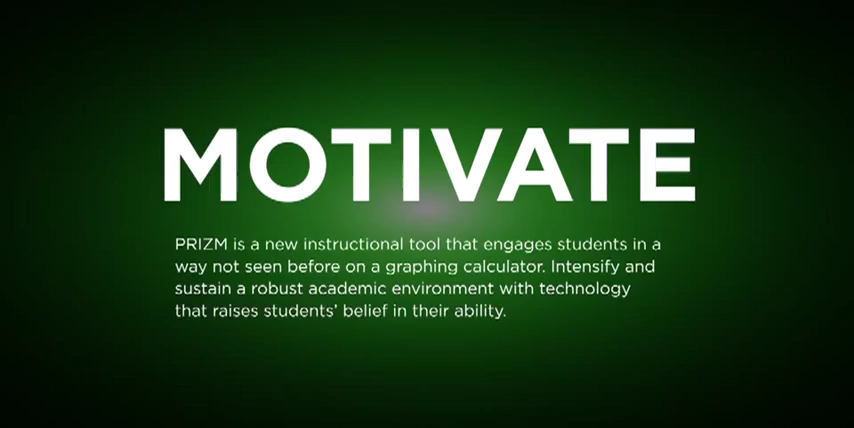 MOTIVATE
PRIZM is a new instructional tool that engages students in a
way not seen before on a graphing calculator. Intensify and
sustain a robust academic environment with technology
that raises students’ belief in their ability.